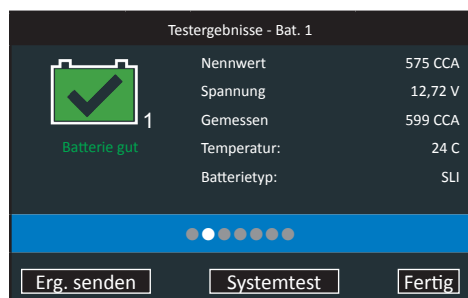 Testergebnisse - Bat. 1
Nennwert 575 CCA
Spannung 12,72 V
1 Gemessen 599 CCA
Batterie gut Temperatur: 24 C
Batterietyp: SLI
Erg. senden Systemtest Fertig